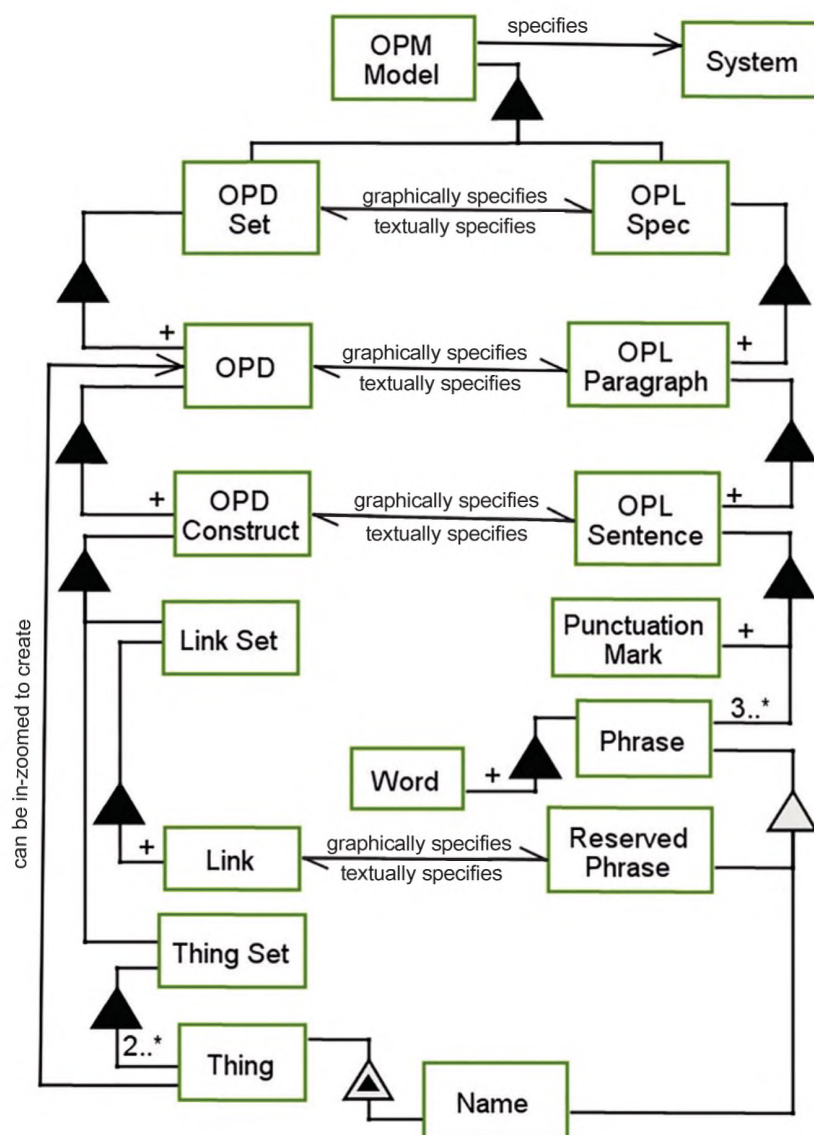 specifies
OPM
Model
System
OPD
Set
graphically specifies
textually specifies
OPL
Spec
+
OPD
graphically specifies
textually specifies
OPL
Paragraph
+
+
OPD
Construct
graphically specifies
textually specifies
OPL
Sentence
+
Link Set
Punctuation
Mark
+
can be in-zoomed to create
Phrase
3..*
Word
+
+
Link
graphically specifies
textually specifies
Reserved
Phrase
Thing Set
2..*
Thing
Name